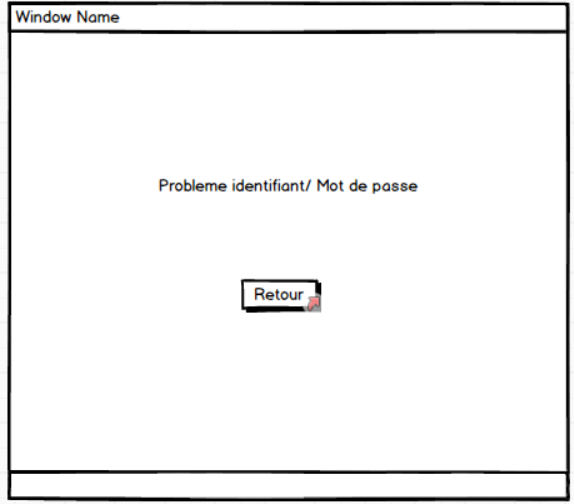 Window Name
Probleme identifiant/ Mot de passe
Retour